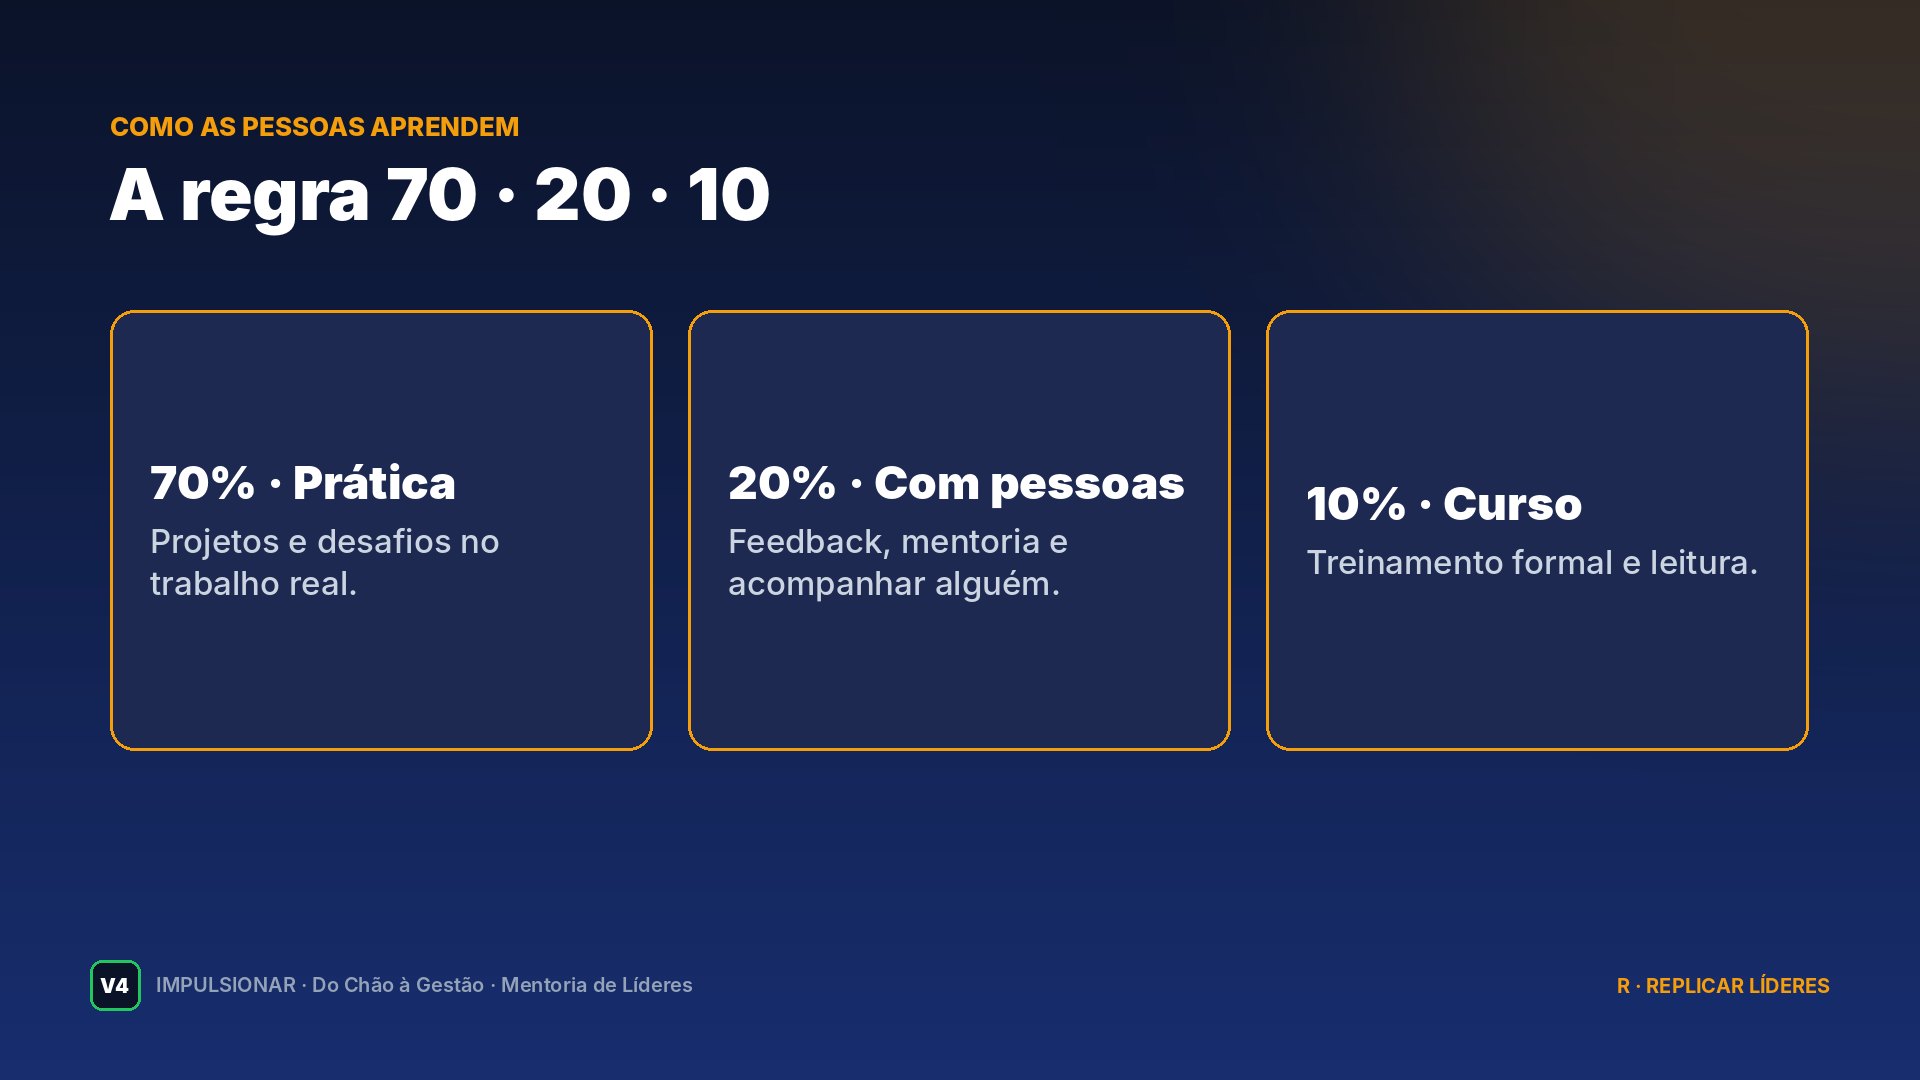 COMO AS PESSOAS APRENDEM
A regra 70 · 20 · 10
70% · Prática
Projetos e desafios no
trabalho real.
20% · Com pessoas
Feedback, mentoria e
acompanhar alguém.
10% · Curso
Treinamento formal e leitura.
V4
IMPULSIONAR · Do Chão à Gestão · Mentoria de Líderes
R · REPLICAR LÍDERES